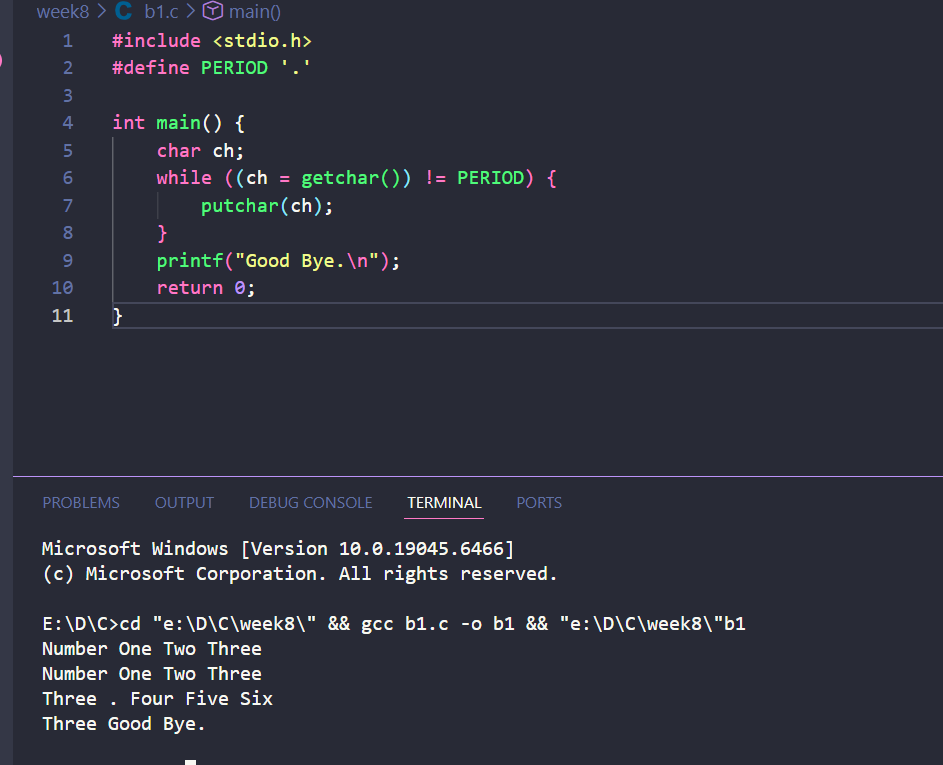 week8 > C b1.c > main()
1 #include <stdio.h>
2 #define PERIOD '.'
3
4 int main() {
5 char ch;
6 while ((ch = getchar()) != PERIOD) {
7 putchar(ch);
8 }
9 printf("Good Bye.\n");
10 return 0;
11 }
PROBLEMS OUTPUT DEBUG CONSOLE TERMINAL PORTS
Microsoft Windows [Version 10.0.19045.6466]
(c) Microsoft Corporation. All rights reserved.
E:\D\C>cd "e:\D\C\week8\" && gcc b1.c -o b1 && "e:\D\C\week8\"b1
Number One Two Three
Number One Two Three
Three . Four Five Six
Three Good Bye.